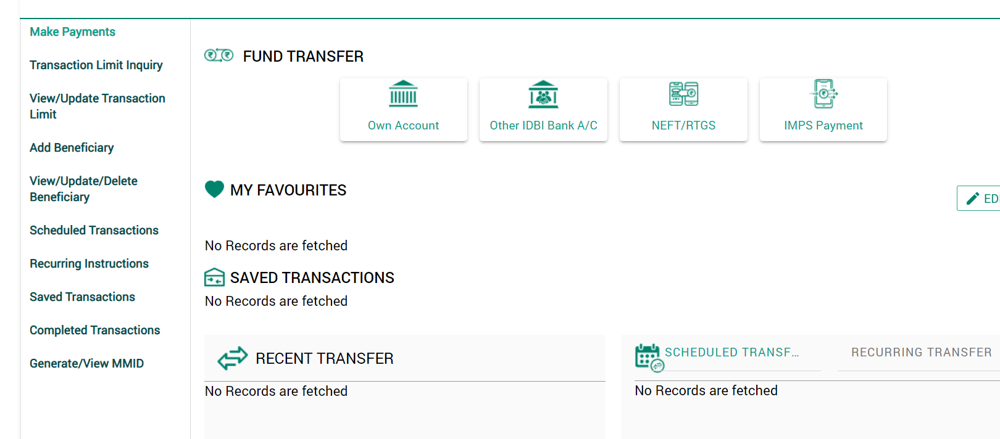 Make Payments
Transaction Limit Inquiry
View/Update Transaction
Limit
Add Beneficiary
View/Update/Delete
Beneficiary
Scheduled Transactions
Recurring Instructions
Saved Transactions
Completed Transactions
Generate/View MMID
FUND TRANSFER
Own Account
Other IDBI Bank A/C
NEFT/RTGS
IMPS Payment
MY FAVOURITES
EDI
No Records are fetched
SAVED TRANSACTIONS
No Records are fetched
RECENT TRANSFER
No Records are fetched
SCHEDULED TRANSF...
RECURRING TRANSFER
No Records are fetched